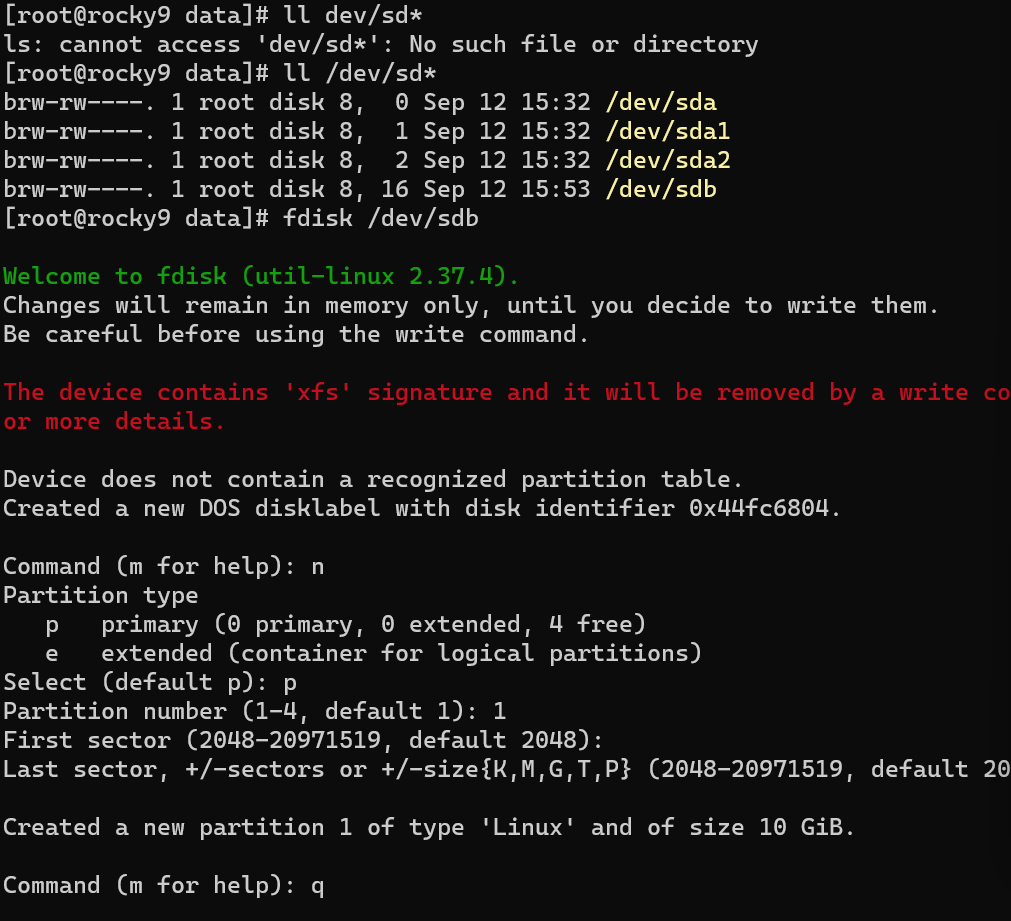 [root@rocky9 data]# ll dev/sd*
ls: cannot access 'dev/sd*': No such file or directory
[root@rocky9 data]# ll /dev/sd*
brw-rw----. 1 root disk 8,  0 Sep 12 15:32 /dev/sda
brw-rw----. 1 root disk 8,  1 Sep 12 15:32 /dev/sda1
brw-rw----. 1 root disk 8,  2 Sep 12 15:32 /dev/sda2
brw-rw----. 1 root disk 8, 16 Sep 12 15:53 /dev/sdb
[root@rocky9 data]# fdisk /dev/sdb
Welcome to fdisk (util-linux 2.37.4).
Changes will remain in memory only, until you decide to write them.
Be careful before using the write command.
The device contains 'xfs' signature and it will be removed by a write co
or more details.
Device does not contain a recognized partition table.
Created a new DOS disklabel with disk identifier 0x44fc6804.
Command (m for help): n
Partition type
   p   primary (0 primary, 0 extended, 4 free)
   e   extended (container for logical partitions)
Select (default p): p
Partition number (1-4, default 1): 1
First sector (2048-20971519, default 2048):
Last sector, +/-sectors or +/-size{K,M,G,T,P} (2048-20971519, default 20
Created a new partition 1 of type 'Linux' and of size 10 GiB.
Command (m for help): q